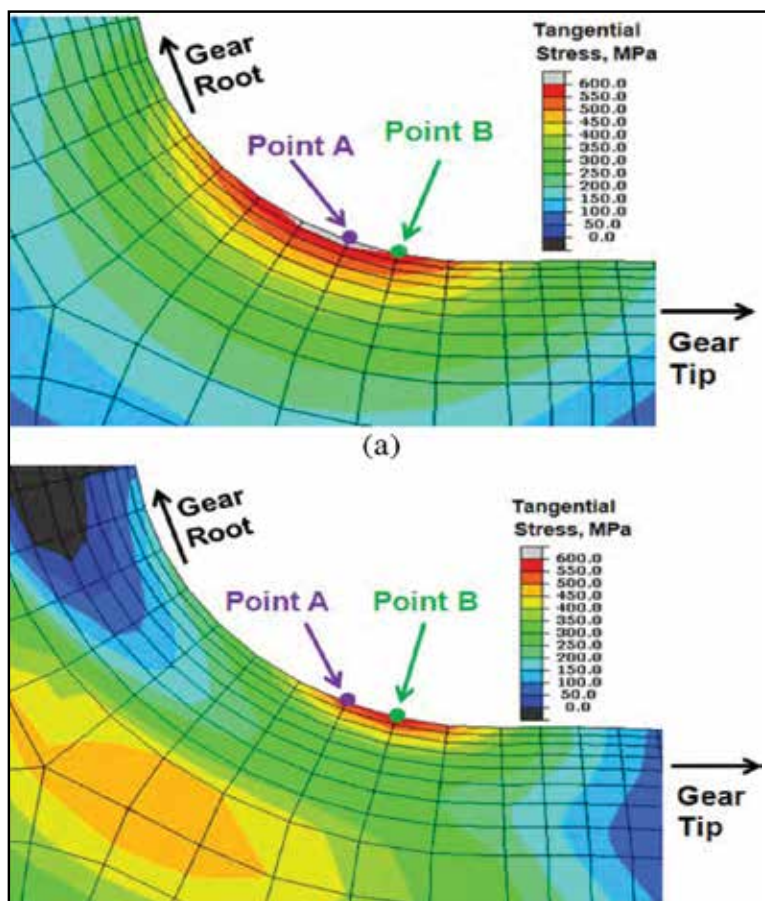 Tangential
Stress, MPa
600.0
550.0
500.0
450.0
400.0
350.0
300.0
250.0
200.0
150.0
100.0
50.0
0.0
Gear
Root
Point A
Point B
Gear
Tip
(a)
Tangential
Stress, MPa
600.0
550.0
500.0
450.0
400.0
350.0
300.0
250.0
200.0
150.0
100.0
50.0
0.0
Gear
Root
Point A
Point B
Gear
Tip